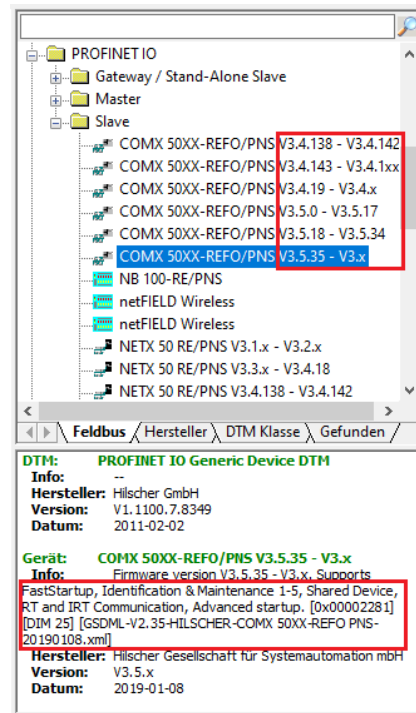 PROFINET IO
Gateway / Stand-Alone Slave
Master
Slave
COMX 50XX-REFO/PNS V3.4.138 - V3.4.142
COMX 50XX-REFO/PNS V3.4.143 - V3.4.1xx
COMX 50XX-REFO/PNS V3.4.19 - V3.4.x
COMX 50XX-REFO/PNS V3.5.0 - V3.5.17
COMX 50XX-REFO/PNS V3.5.18 - V3.5.34
COMX 50XX-REFO/PNS V3.5.35 - V3.x
NB 100-RE/PNS
netFIELD Wireless
netFIELD Wireless
NETX 50 RE/PNS V3.1.x - V3.2.x
NETX 50 RE/PNS V3.3.x - V3.4.18
NETX 50 RE/PNS V3.4.138 - V3.4.142
Feldbus Hersteller DTM Klasse Gefunden
DTM: PROFINET IO Generic Device DTM
Info: --
Hersteller: Hilscher GmbH
Version: V1.1100.7.8349
Datum: 2011-02-02
Gerät: COMX 50XX-REFO/PNS V3.5.35 - V3.x
Info: Firmware version V3.5.35 - V3.x, Supports
FastStartup, Identification & Maintenance 1-5, Shared Device,
RT and IRT Communication, Advanced startup. [0x00002281]
[DIM 25] [GSDML-V2.35-HILSCHER-COMX 50XX-REFO PNS-
20190108.xml]
Hersteller: Hilscher Gesellschaft für Systemautomation mbH
Version: V3.5.x
Datum: 2019-01-08